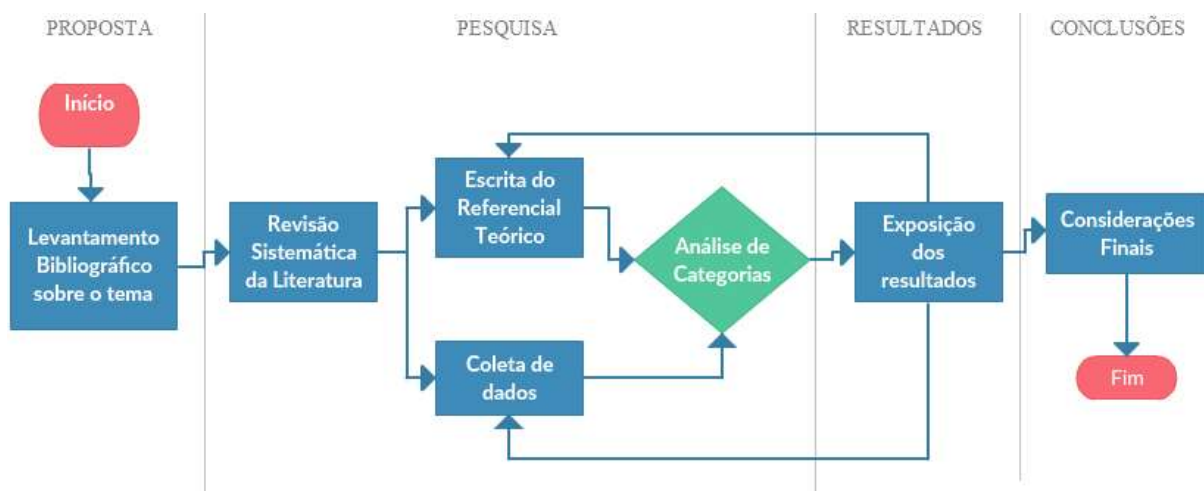 PROPOSTA
PESQUISA
RESULTADOS
CONCLUSÕES
Início
Levantamento
Bibliográfico
sobre o tema
Revisão
Sistemática
da Literatura
Escrita do
Referencial
Teórico
Coleta de
dados
Análise de
Categorias
Exposição
dos
resultados
Considerações
Finais
Fim